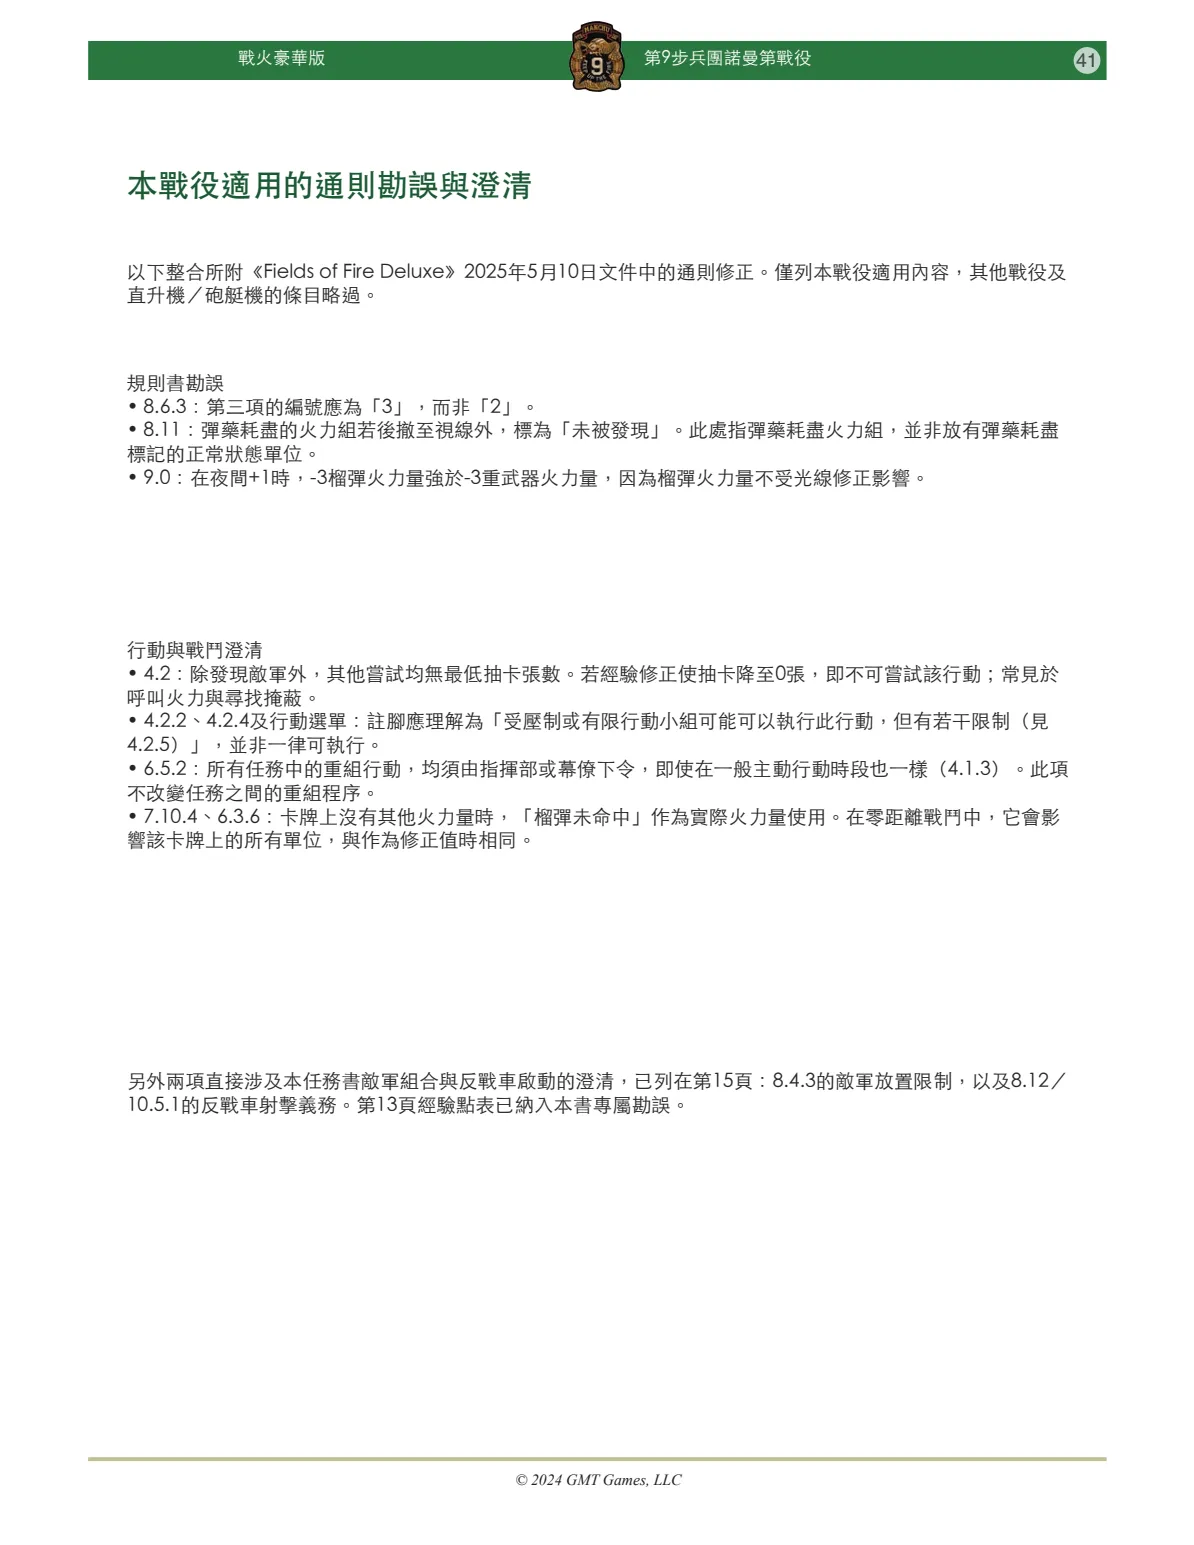 戰火豪華版
MANCHU
9
KEEP UP THE FIRE
第9步兵團諾曼第戰役
41
本戰役適用的通則勘誤與澄清
以下整合所附《Fields of Fire Deluxe》2025年5月10日文件中的通則修正。僅列本戰役適用內容，其他戰役及
直升機／砲艇機的條目略過。
規則書勘誤
• 8.6.3：第三項的編號應為「3」，而非「2」。
• 8.11：彈藥耗盡的火力組若後撤至視線外，標為「未被發現」。此處指彈藥耗盡火力組，並非放有彈藥耗盡
標記的正常狀態單位。
• 9.0：在夜間+1時，-3榴彈火力量強於-3重武器火力量，因為榴彈火力量不受光線修正影響。
行動與戰鬥澄清
• 4.2：除發現敵軍外，其他嘗試均無最低抽卡張數。若經驗修正使抽卡降至0張，即不可嘗試該行動；常見於
呼叫火力與尋找掩蔽。
• 4.2.2、4.2.4及行動選單：註腳應理解為「受壓制或有限行動小組可能可以執行此行動，但有若干限制（見
4.2.5）」，並非一律可執行。
• 6.5.2：所有任務中的重組行動，均須由指揮部或幕僚下令，即使在一般主動行動時段也一樣（4.1.3）。此項
不改變任務之間的重組程序。
• 7.10.4、6.3.6：卡牌上沒有其他火力量時，「榴彈未命中」作為實際火力量使用。在零距離戰鬥中，它會影
響該卡牌上的所有單位，與作為修正值時相同。
另外兩項直接涉及本任務書敵軍組合與反戰車啟動的澄清，已列在第15頁：8.4.3的敵軍放置限制，以及8.12／
10.5.1的反戰車射擊義務。第13頁經驗點表已納入本書專屬勘誤。
© 2024 GMT Games, LLC